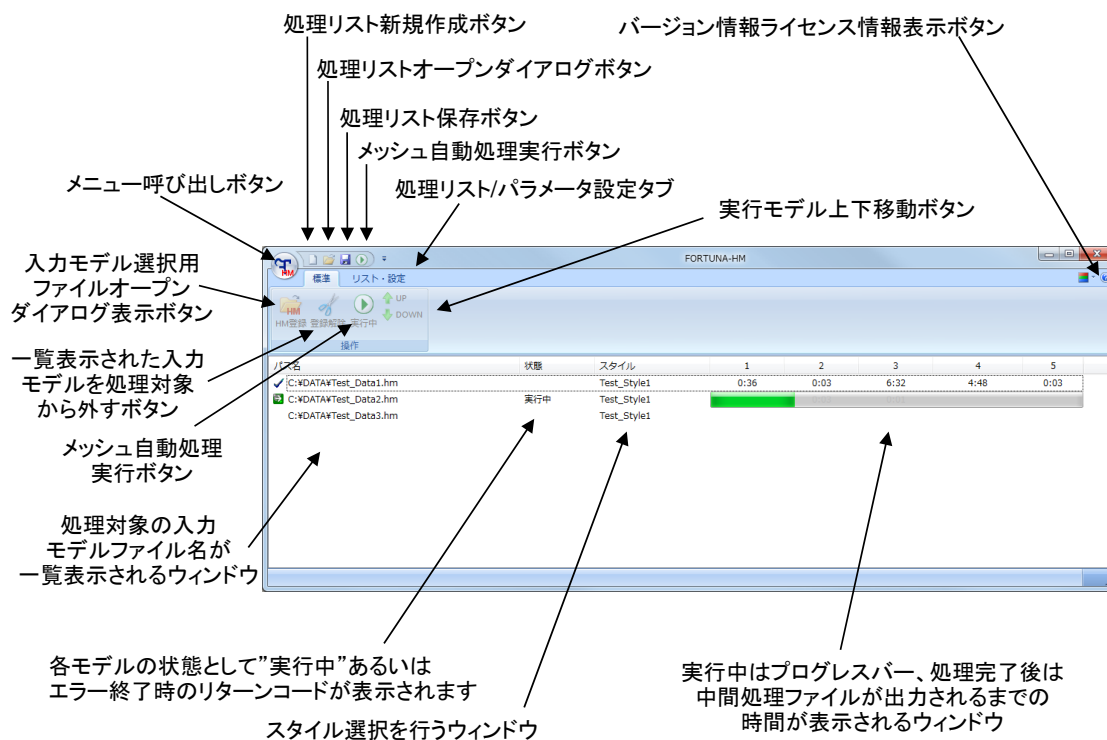 処理リスト新規作成ボタン
バージョン情報ライセンス情報表示ボタン
処理リストオープンダイアログボタン
処理リスト保存ボタン
メッシュ自動処理実行ボタン
メニュー呼び出しボタン
処理リスト/パラメータ設定タブ
実行モデル上下移動ボタン
入力モデル選択用
ファイルオープン
ダイアログ表示ボタン
一覧表示された入力
モデルを処理対象
から外すボタン
メッシュ自動処理
実行ボタン
処理対象の入力
モデルファイル名が
一覧表示されるウィンドウ
HM
FORTUNA-HM
標準 リスト・設定
HM
UP
DOWN
HM登録 登録解除 実行中
操作
パス名 状態 スタイル 1 2 3 4 5
C:¥DATA¥Test_Data1.hm Test_Style1 0:36 0:03 6:32 4:48 0:03
C:¥DATA¥Test_Data2.hm 実行中 Test_Style1
C:¥DATA¥Test_Data3.hm Test_Style1
各モデルの状態として”実行中”あるいは
エラー終了時のリターンコードが表示されます
スタイル選択を行うウィンドウ
実行中はプログレスバー、処理完了後は
中間処理ファイルが出力されるまでの
時間が表示されるウィンドウ